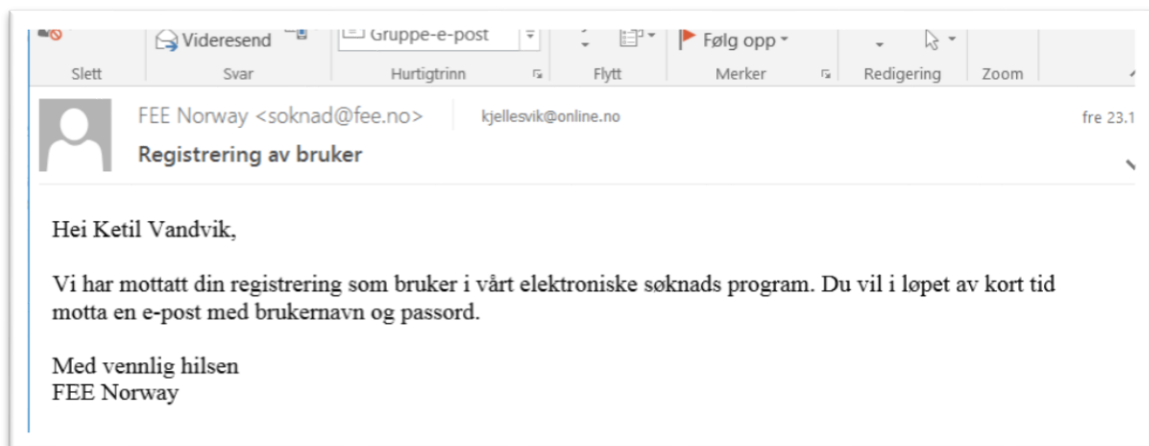 Videresend
Gruppe-e-post
Følg opp
Slett Svar Hurtigtrinn Flytt Merker Redigering Zoom
FEE Norway <soknad@fee.no> kjellesvik@online.no fre 23.1
Registrering av bruker
Hei Ketil Vandvik,
Vi har mottatt din registrering som bruker i vårt elektroniske søknads program. Du vil i løpet av kort tid
motta en e-post med brukernavn og passord.
Med vennlig hilsen
FEE Norway